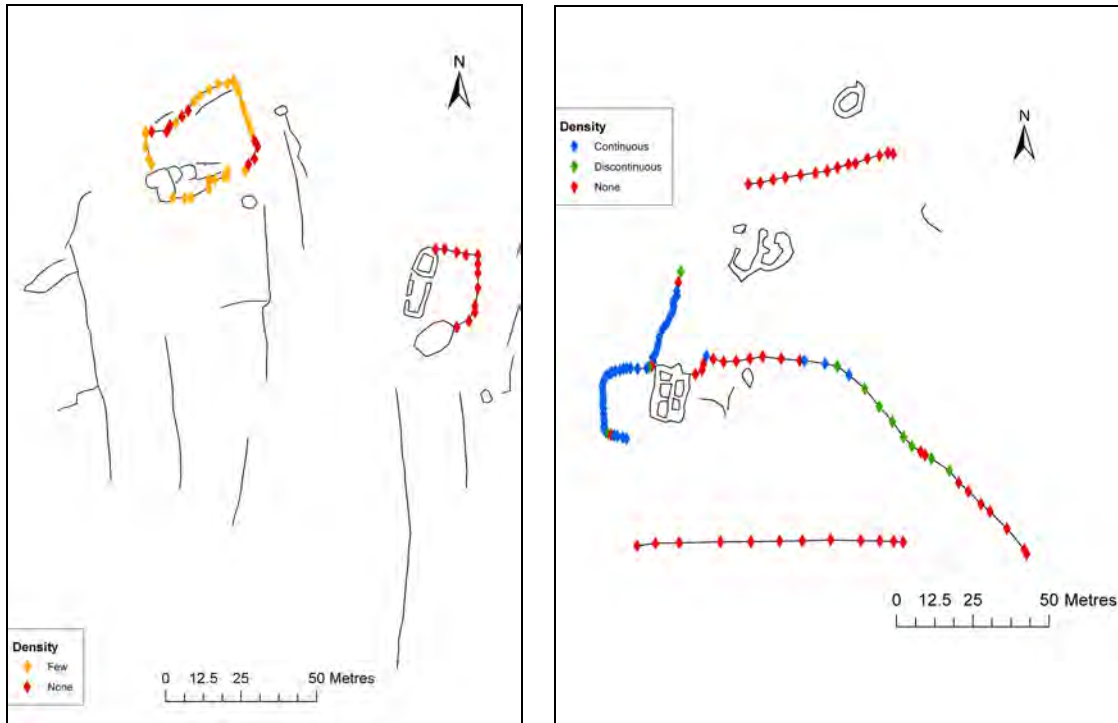 N
Density
Few
None
0 12.5 25 50 Metres
N
Density
Continuous
Discontinuous
None
0 12.5 25 50 Metres